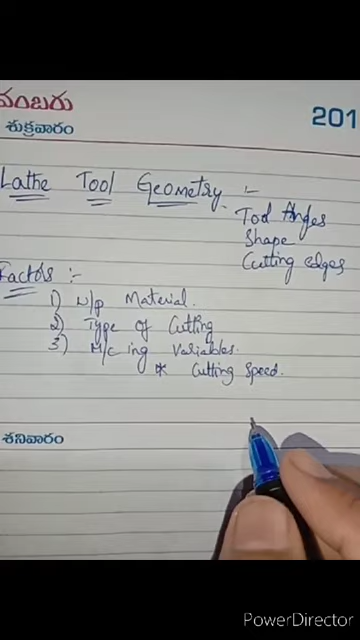 వంబరు
శుక్రవారం
201
Lathe Tool Geometry :-
Tool Angles
Shape
Cutting edges
Factors :-
1) W/p Material.
2) Type of Cutting
3) M/c ing Variables.
* Cutting Speed.
శనివారం
PowerDirector